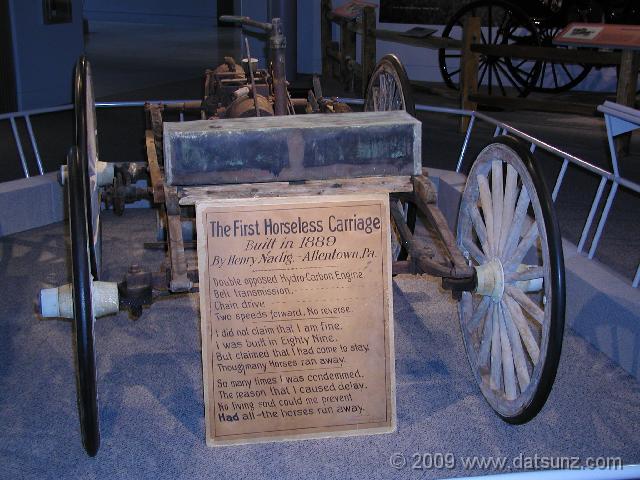 The First Horseless Carriage
Built in 1889
By Henry Nadig.-Allentown, Pa.
Double opposed Hydro Carbon Engine
Belt transmission.
Chain drive
Two speeds forward. No reverse.
I did not claim that I am fine.
I was built in Eighty Nine.
But claimed that I had come to stay.
Though many Horses ran away.
So many times I was condemned.
The reason that I caused delay.
No living soul could me prevent
Had all-the horses run away.
© 2009 www.datsunz.com